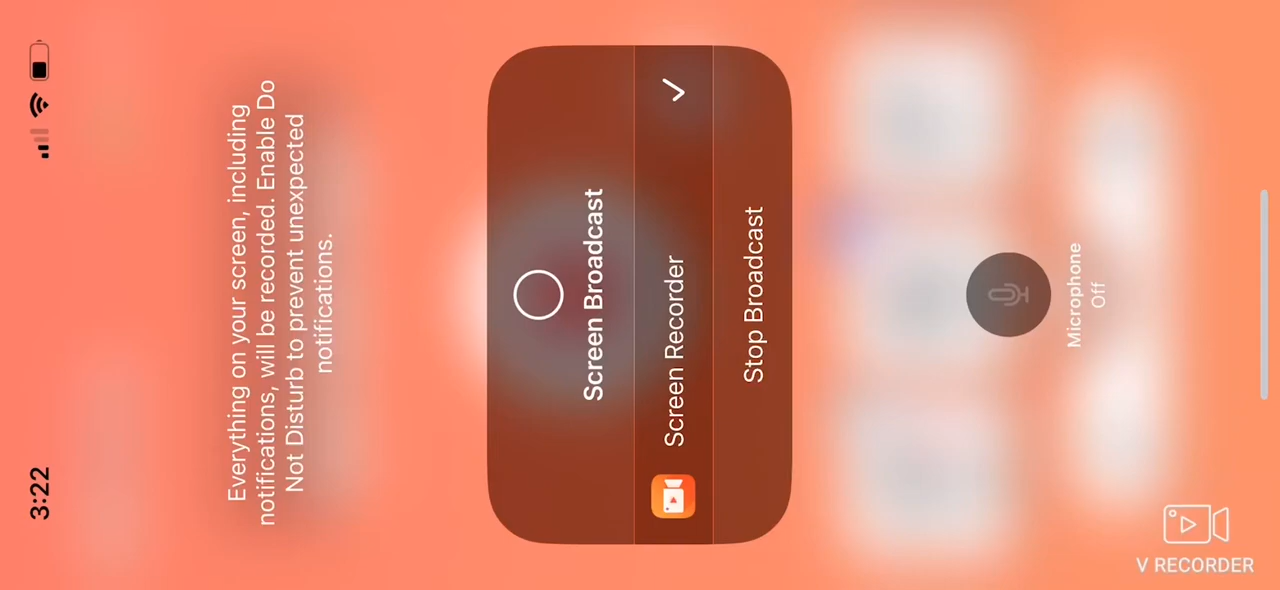 3:22
Everything on your screen, including
notifications, will be recorded. Enable Do
Not Disturb to prevent unexpected
notifications.
Screen Broadcast
Screen Recorder
Stop Broadcast
Microphone
Off
V RECORDER